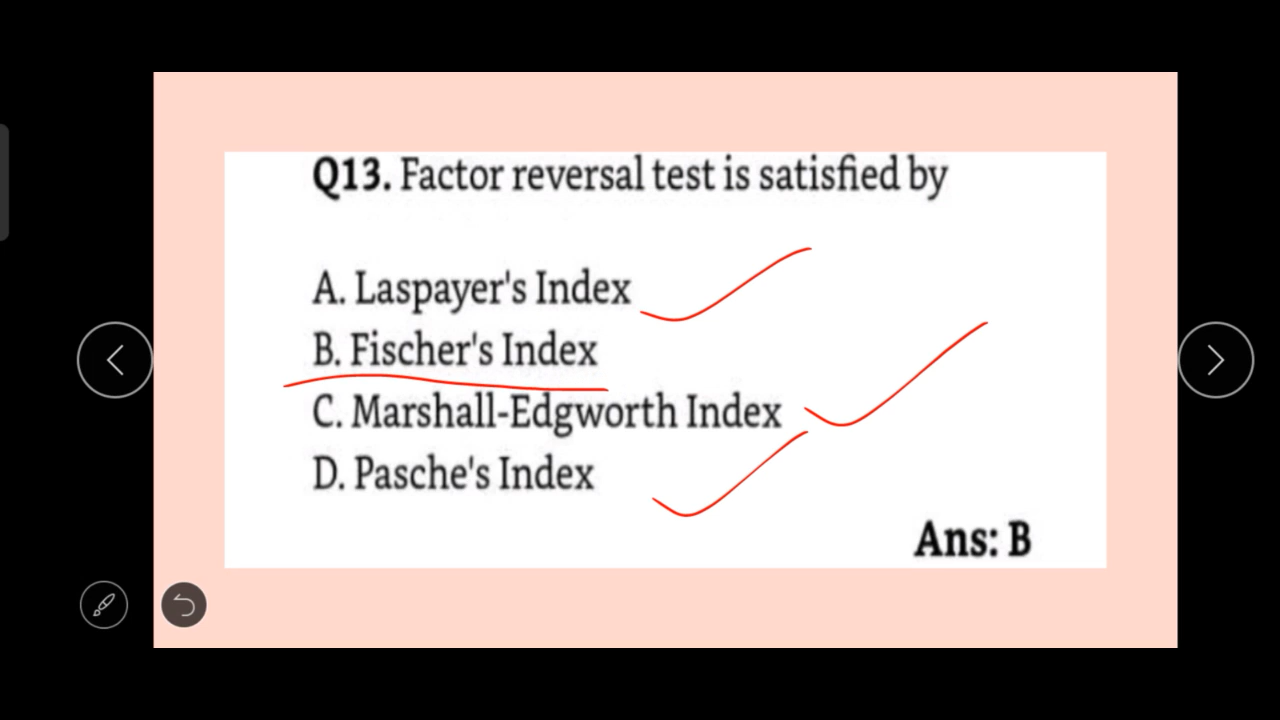 Q13. Factor reversal test is satisfied by
A. Laspayer's Index
B. Fischer's Index
C. Marshall-Edgworth Index
D. Pasche's Index
Ans: B